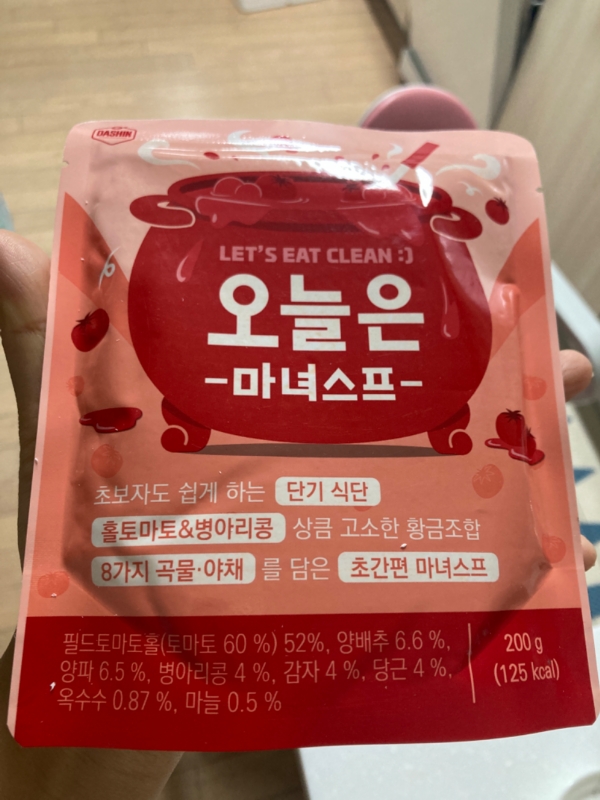 DASHIK
LET'S EAT CLEAN :)
오늘은
-마녀스프-
초보자도 쉽게 하는 단기 식단
홀토마토&병아리콩 상큼 고소한 황금조합
8가지 곡물·야채 를 담은 초간편 마녀스프
필드토마토홀(토마토 60 %) 52%, 양배추 6.6 %,
양파 6.5 %, 병아리콩 4 %, 감자 4 %, 당근 4 %,
옥수수 0.87 %, 마늘 0.5 %
200 g
(125 kcal)